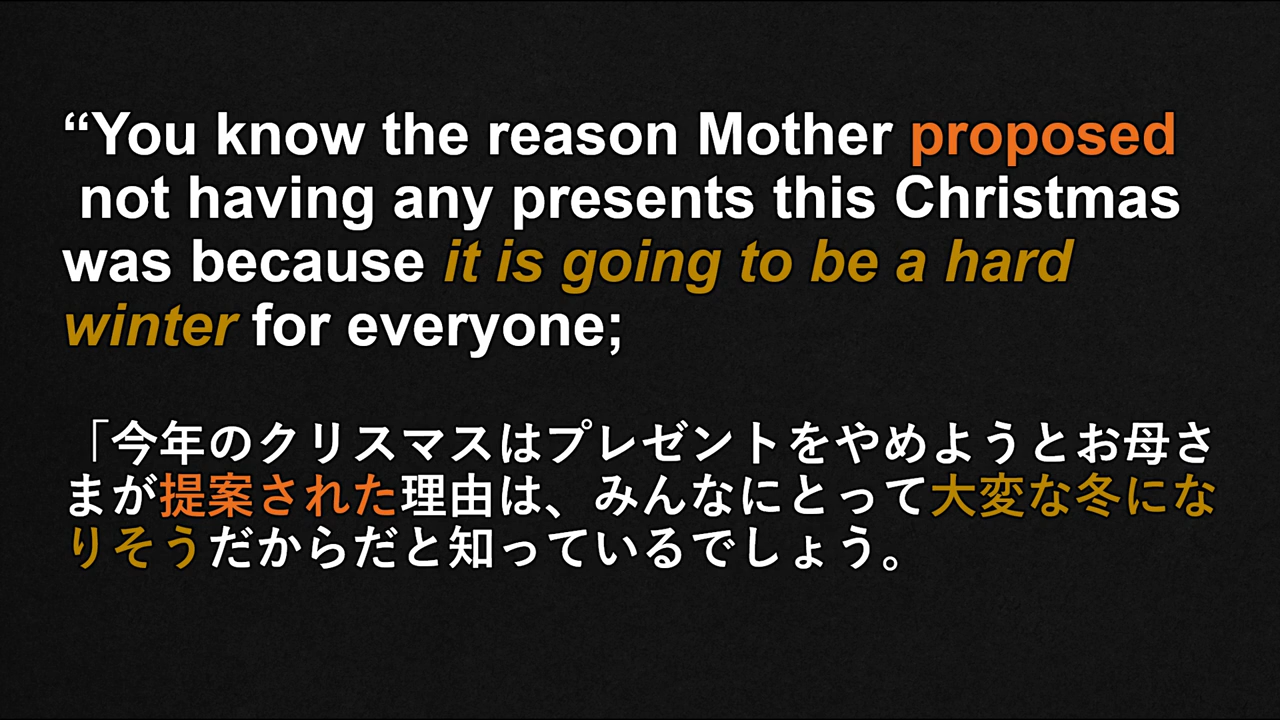 “You know the reason Mother proposed
not having any presents this Christmas
was because it is going to be a hard
winter for everyone;
「今年のクリスマスはプレゼントをやめようとお母さ
まが提案された理由は、みんなにとって大変な冬にな
りそうだからだと知っているでしょう。